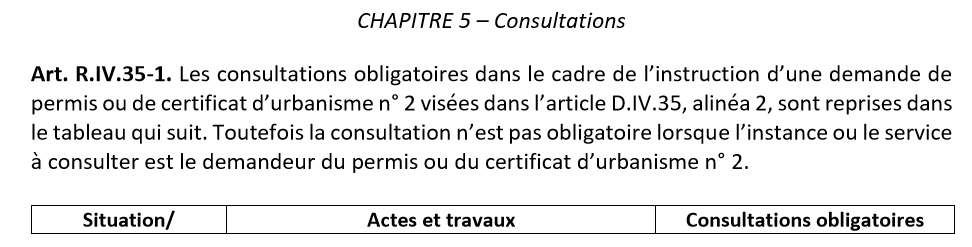 CHAPITRE 5 – Consultations
Art. R.IV.35-1. Les consultations obligatoires dans le cadre de l’instruction d’une demande de
permis ou de certificat d’urbanisme n° 2 visées dans l’article D.IV.35, alinéa 2, sont reprises dans
le tableau qui suit. Toutefois la consultation n’est pas obligatoire lorsque l’instance ou le service
à consulter est le demandeur du permis ou du certificat d’urbanisme n° 2.
Situation/ Actes et travaux Consultations obligatoires